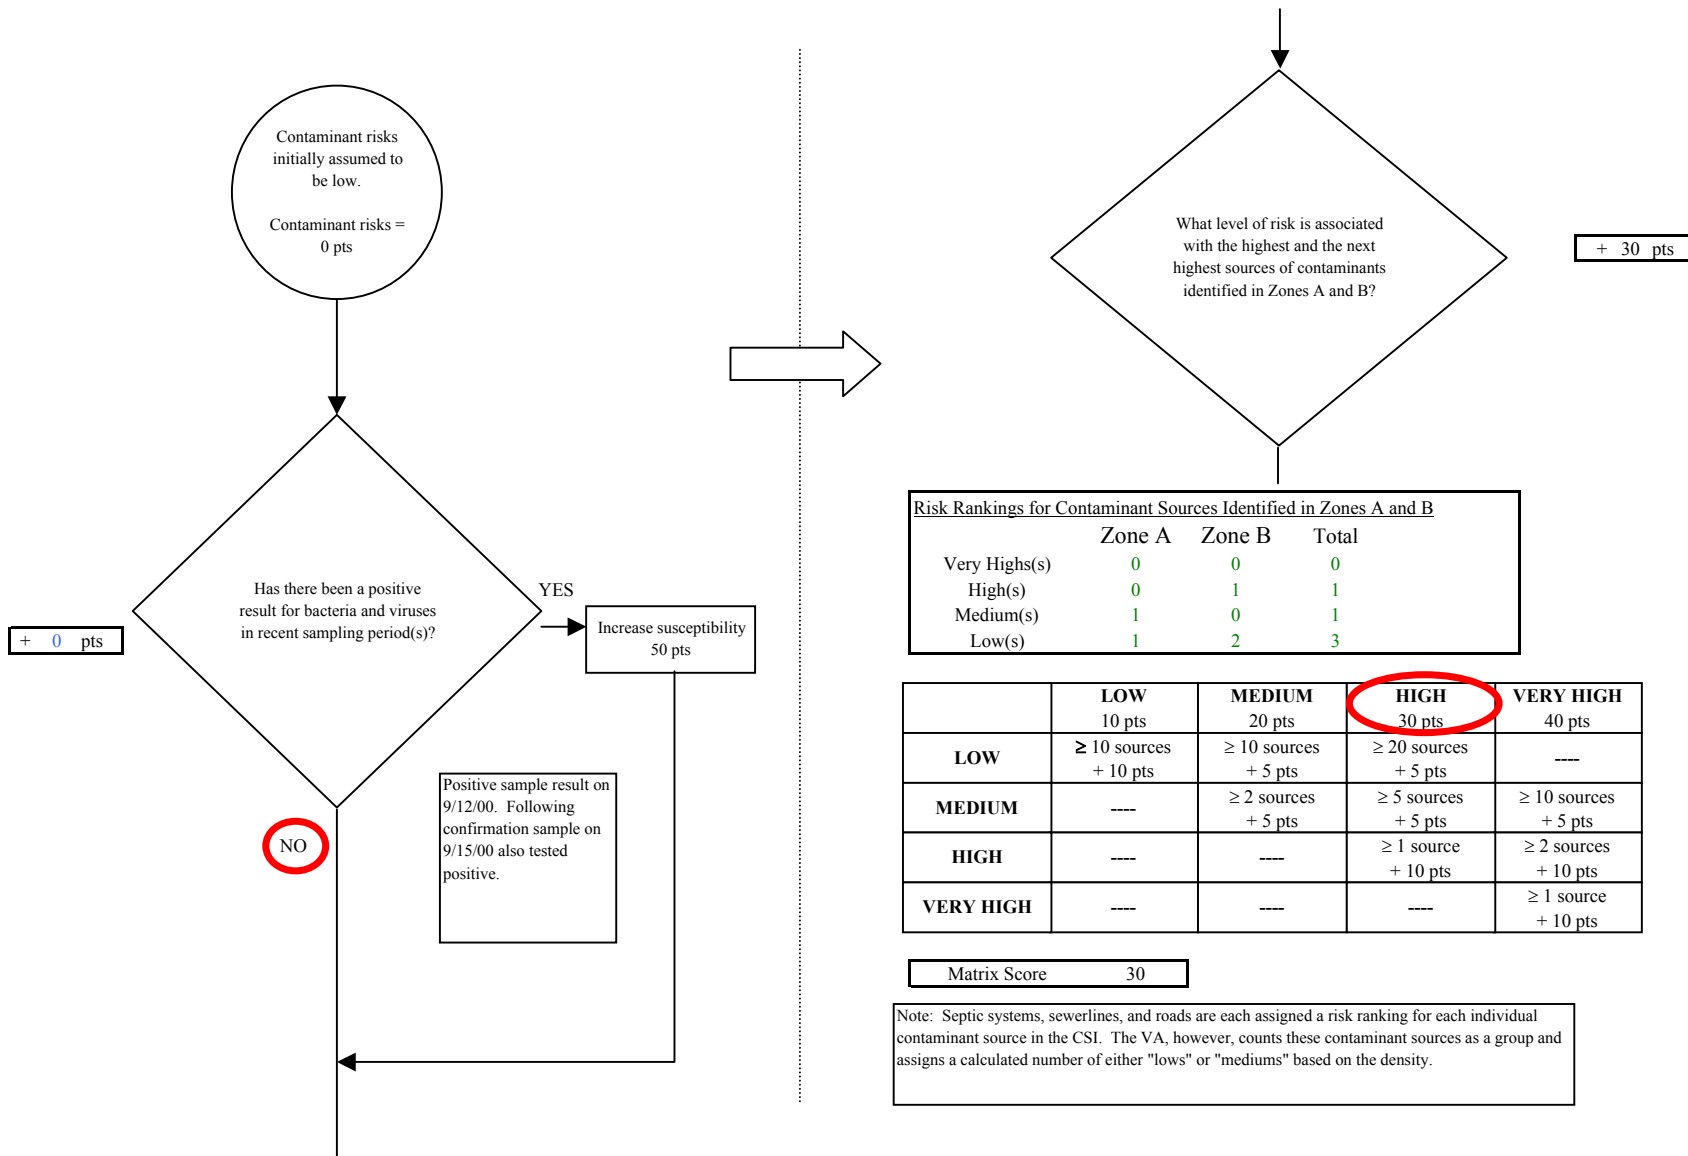 Contaminant risks
initially assumed to
be low.
Contaminant risks =
0 pts
Has there been a positive
result for bacteria and viruses
in recent sampling period(s)?
YES
+ 0 pts
Increase susceptibility
50 pts
NO
Positive sample result on
9/12/00. Following
confirmation sample on
9/15/00 also tested
positive.
What level of risk is associated
with the highest and the next
highest sources of contaminants
identified in Zones A and B?
+ 30 pts
Risk Rankings for Contaminant Sources Identified in Zones A and B
Zone A Zone B Total
Very Highs(s) 0 0 0
High(s) 0 1 1
Medium(s) 1 0 1
Low(s) 1 2 3
LOW MEDIUM HIGH VERY HIGH
10 pts 20 pts 30 pts 40 pts
LOW ≥ 10 sources ≥ 10 sources ≥ 20 sources ----
+ 10 pts + 5 pts + 5 pts
MEDIUM ---- ≥ 2 sources ≥ 5 sources ≥ 10 sources
+ 5 pts + 5 pts + 5 pts
HIGH ---- ---- ≥ 1 source ≥ 2 sources
+ 10 pts + 10 pts
VERY HIGH ---- ---- ---- ≥ 1 source
+ 10 pts
Matrix Score 30
Note: Septic systems, sewerlines, and roads are each assigned a risk ranking for each individual
contaminant source in the CSI. The VA, however, counts these contaminant sources as a group and
assigns a calculated number of either "lows" or "mediums" based on the density.